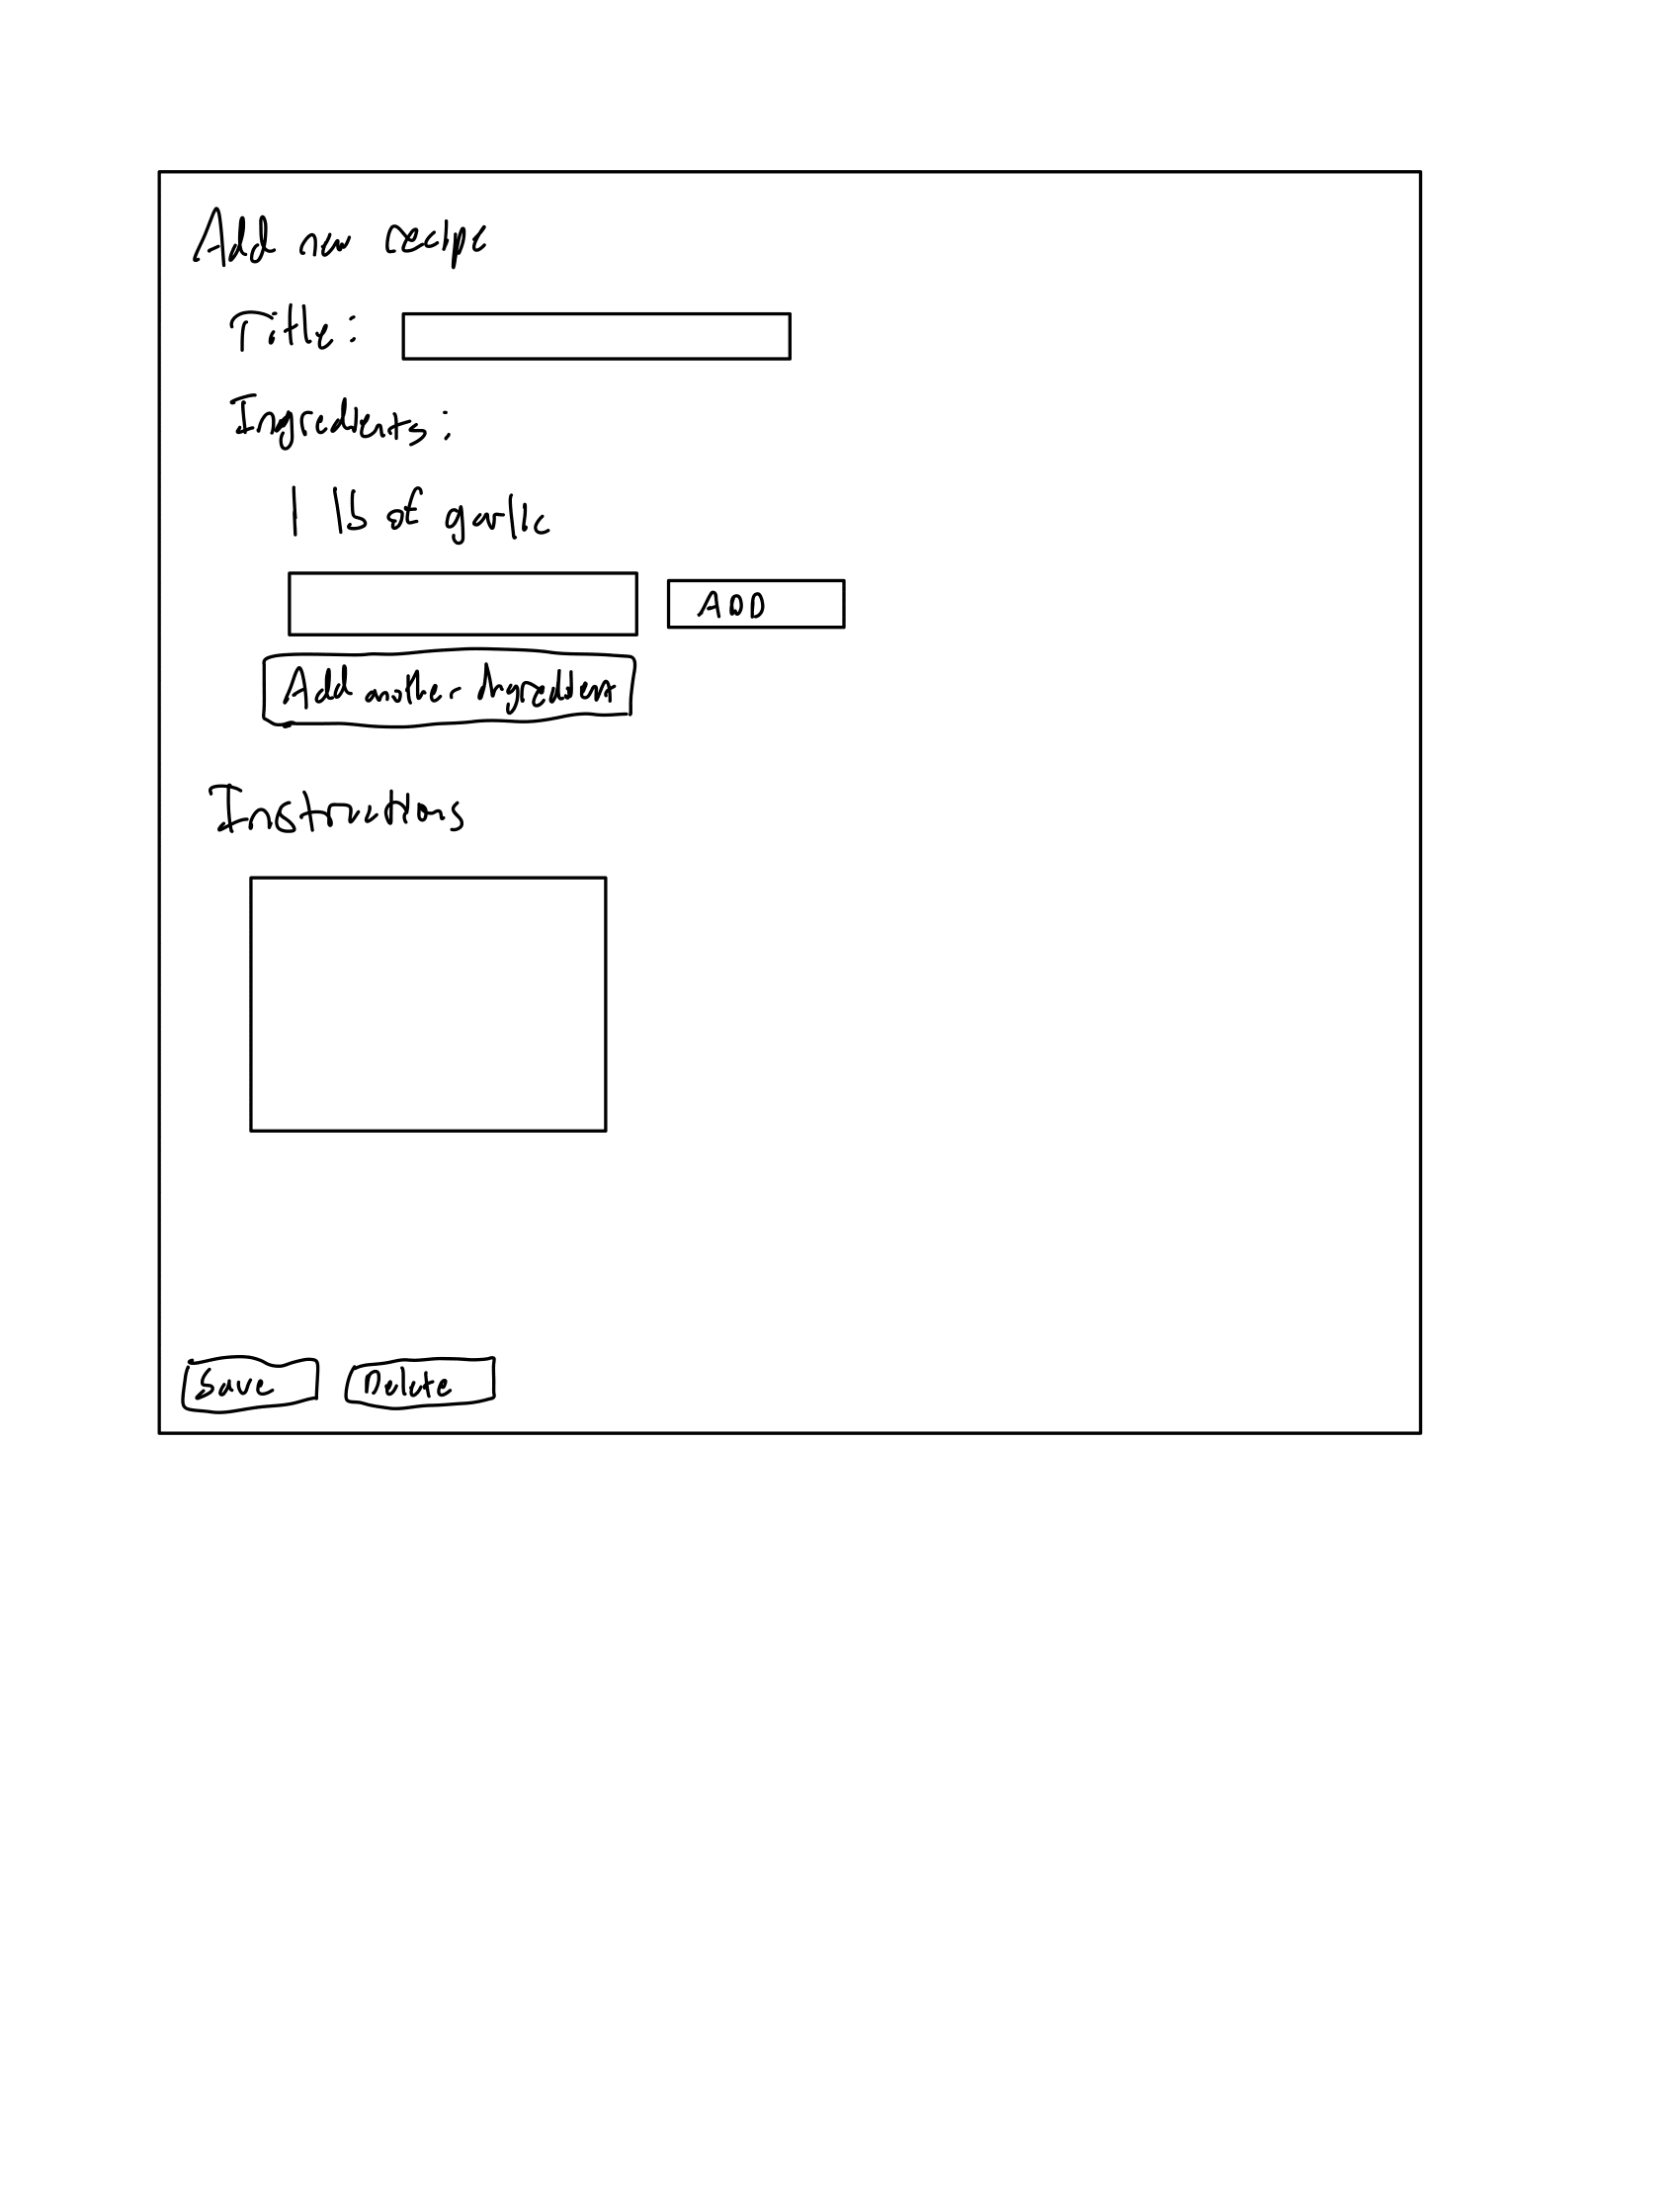 Add new recipe
Title:
Ingredients:
1 lb of garlic
ADD
Add another Ingredient
Instructions
Save
Delete